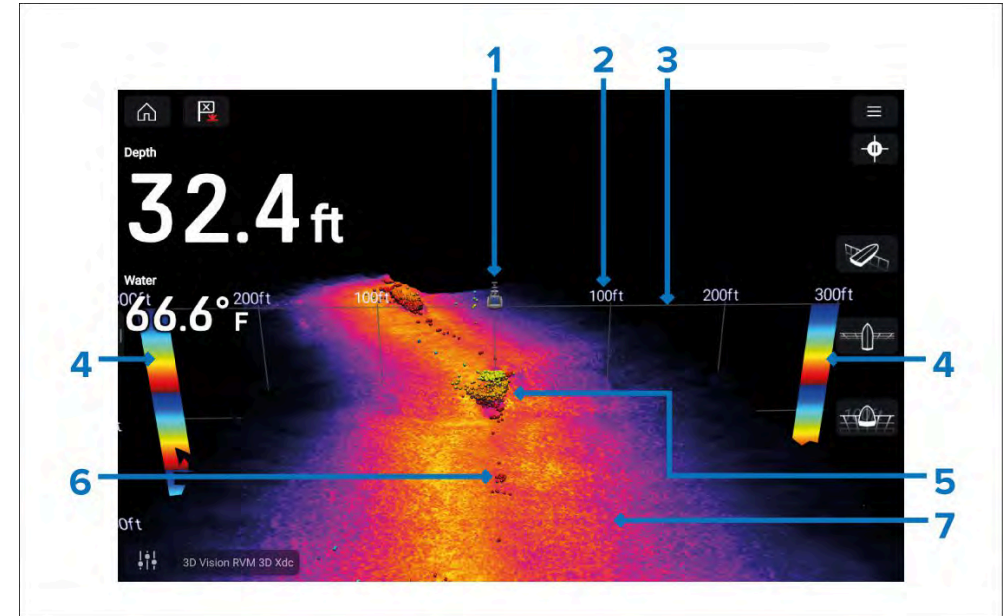 1 2 3
Depth
32.4 ft
Water
66.6° F
200ft 100ft 100ft 200ft 300ft
4 4
6 5
0ft 7
3D Vision RVM 3D Xdc